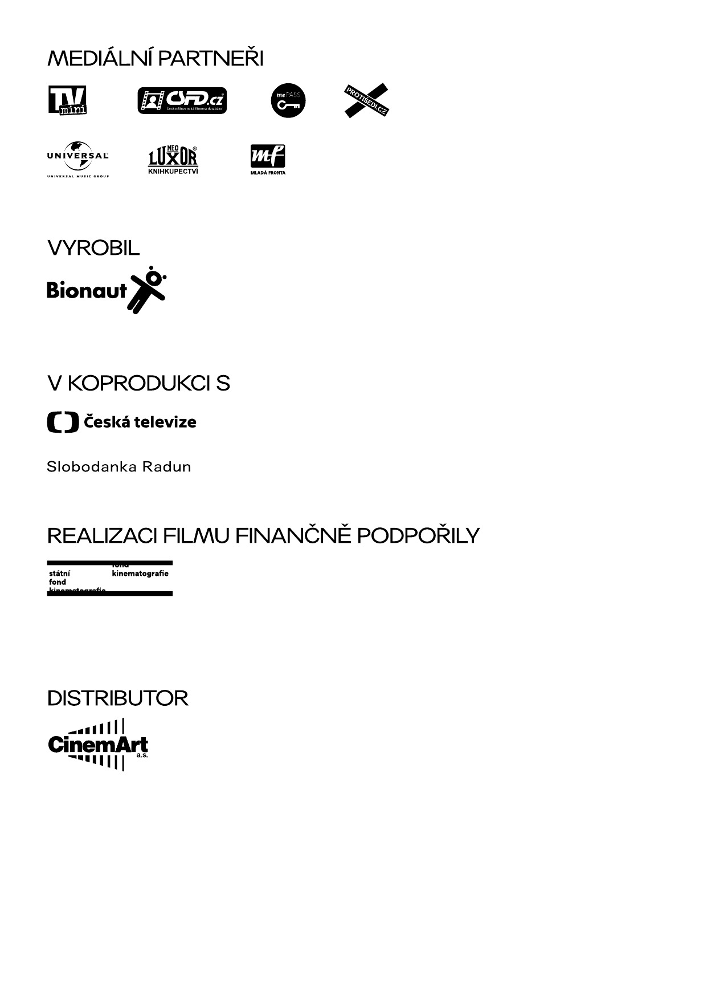 MEDIÁLNÍ PARTNEŘI
TV
mini
ČSFD.cz
Česko-Slovenská filmová databáze
me PASS
PROTIŠEDI.CZ
UNIVERSAL
UNIVERSAL MUSIC GROUP
NEO
LUXOR®
KNIHKUPECTVÍ
mf
MLADÁ FRONTA
VYROBIL
Bionaut
V KOPRODUKCI S
Česká televize
Slobodanka Radun
REALIZACI FILMU FINANČNĚ PODPOŘILY
fond
státní kinematografie
fond
kinematografie
DISTRIBUTOR
CinemArt
a.s.